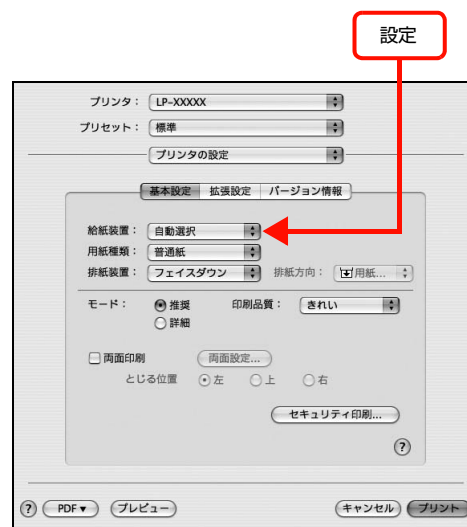 設定
プリンタ： LP-XXXXX
プリセット： 標準
プリンタの設定
基本設定 拡張設定 バージョン情報
給紙装置： 自動選択
用紙種類： 普通紙
排紙装置： フェイスダウン 排紙方向： 用紙...
モード： 推奨 印刷品質： きれい
詳細
両面印刷 両面設定...
とじる位置 左 上 右
セキュリティ印刷...
?
? PDF▼ プレビュー キャンセル プリント